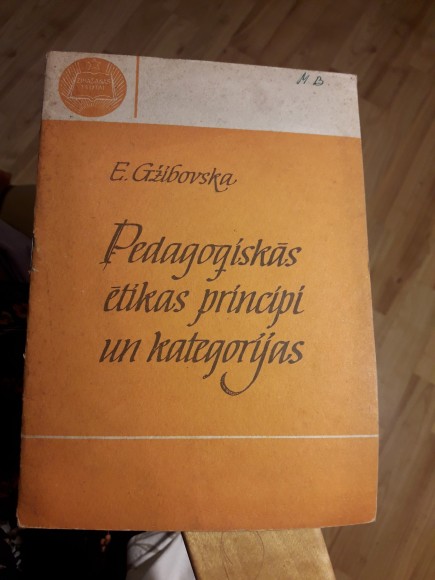 M B.
E. Gžibovska
Pedagoģiskās
ētikas principi
un kategorijas